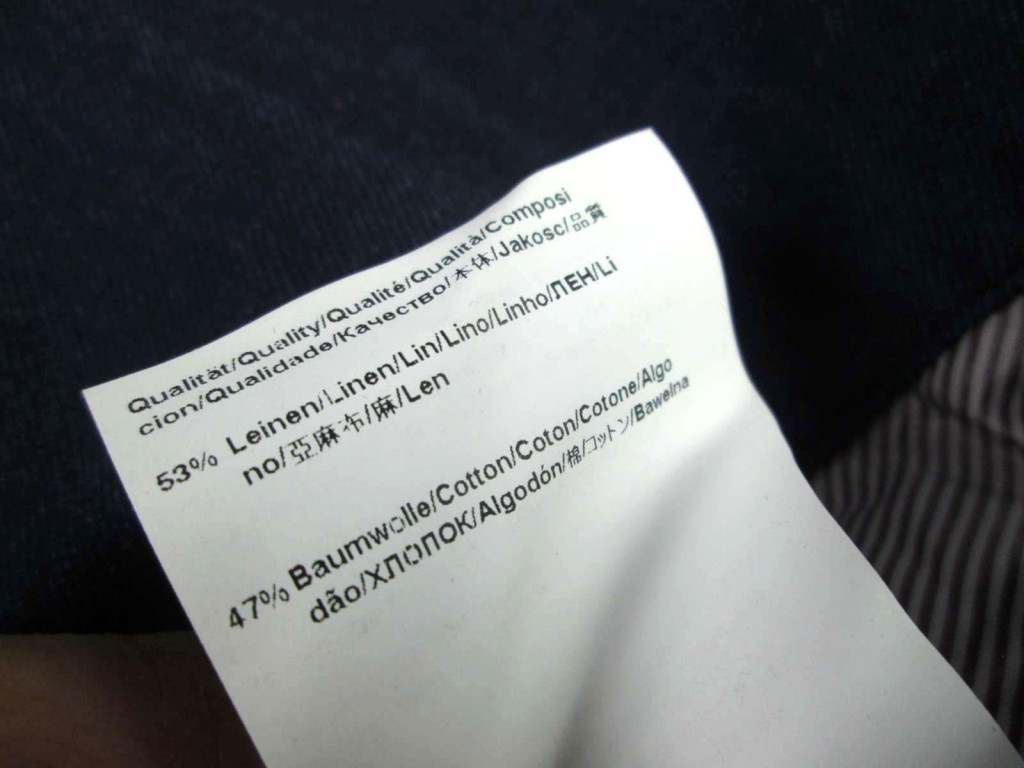 Qualität/Quality/Qualité/Qualità/Composi
cion/Qualidade/Качество/本体/Jakosc/品質
53% Leinen/Linen/Lin/Lino/Linho/ЛЕН/Li
no/亞麻布/麻/Len
47% Baumwolle/Cotton/Coton/Cotone/Algo
dão/ХЛОПОК/Algodón/棉/コットン/Bawelna